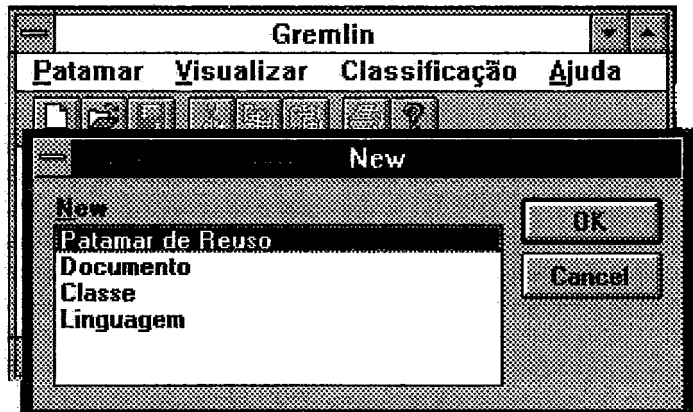 Gremlin
Patamar Visualizar Classificação Ajuda
New
New
Patamar de Reuso
Documento
Classe
Linguagem
OK
Cancel